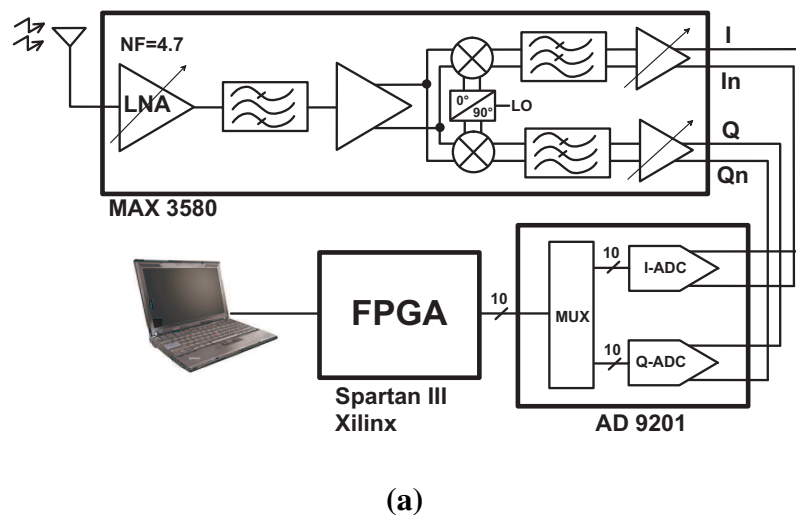 NF=4.7
LNA
0°
90°
LO
I
In
Q
Qn
MAX 3580
10
I-ADC
MUX
10
Q-ADC
10
FPGA
Spartan III
Xilinx
AD 9201
(a)